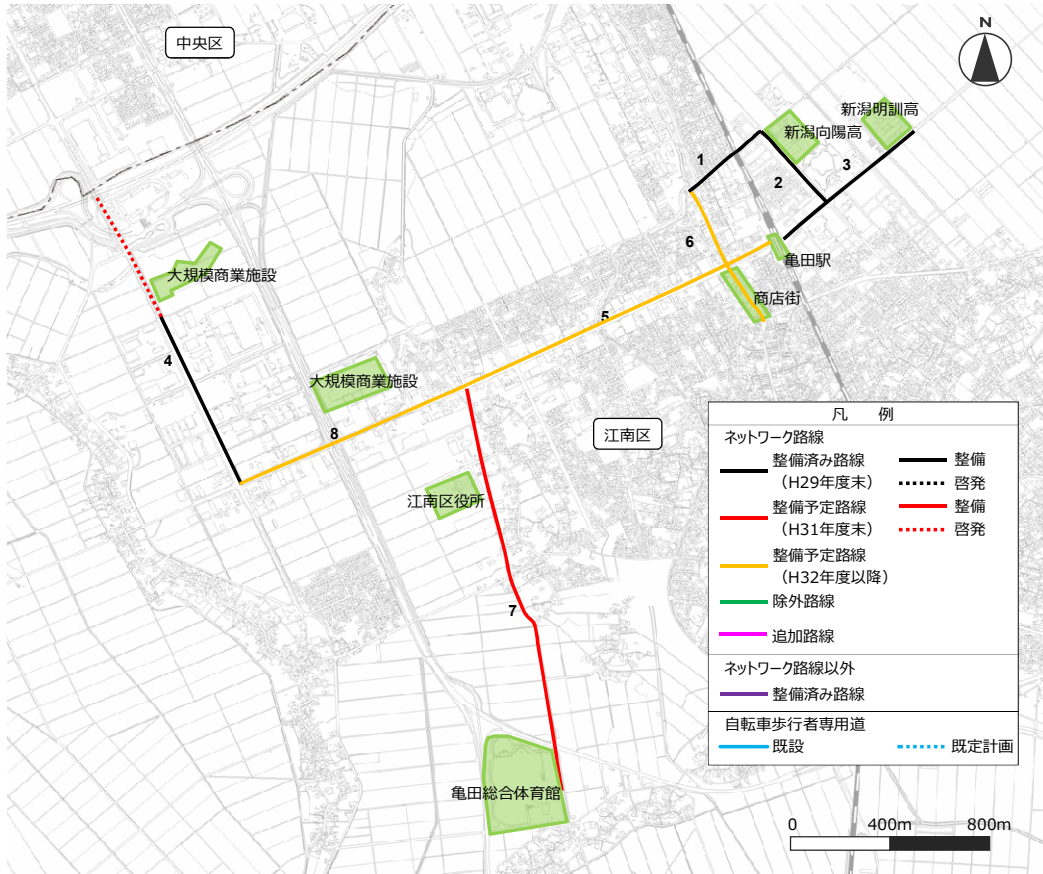 中央区
N
新潟明訓高
新潟向陽高
1
2
3
6
亀田駅
大規模商業施設
商店街
5
4
大規模商業施設
8
江南区
江南区役所
7
亀田総合体育館
凡 例
ネットワーク路線
整備済み路線
（H29年度末）
整備
啓発
整備予定路線
（H31年度末）
整備
啓発
整備予定路線
（H32年度以降）
除外路線
追加路線
ネットワーク路線以外
整備済み路線
自転車歩行者専用道
既設
既定計画
0 400m 800m